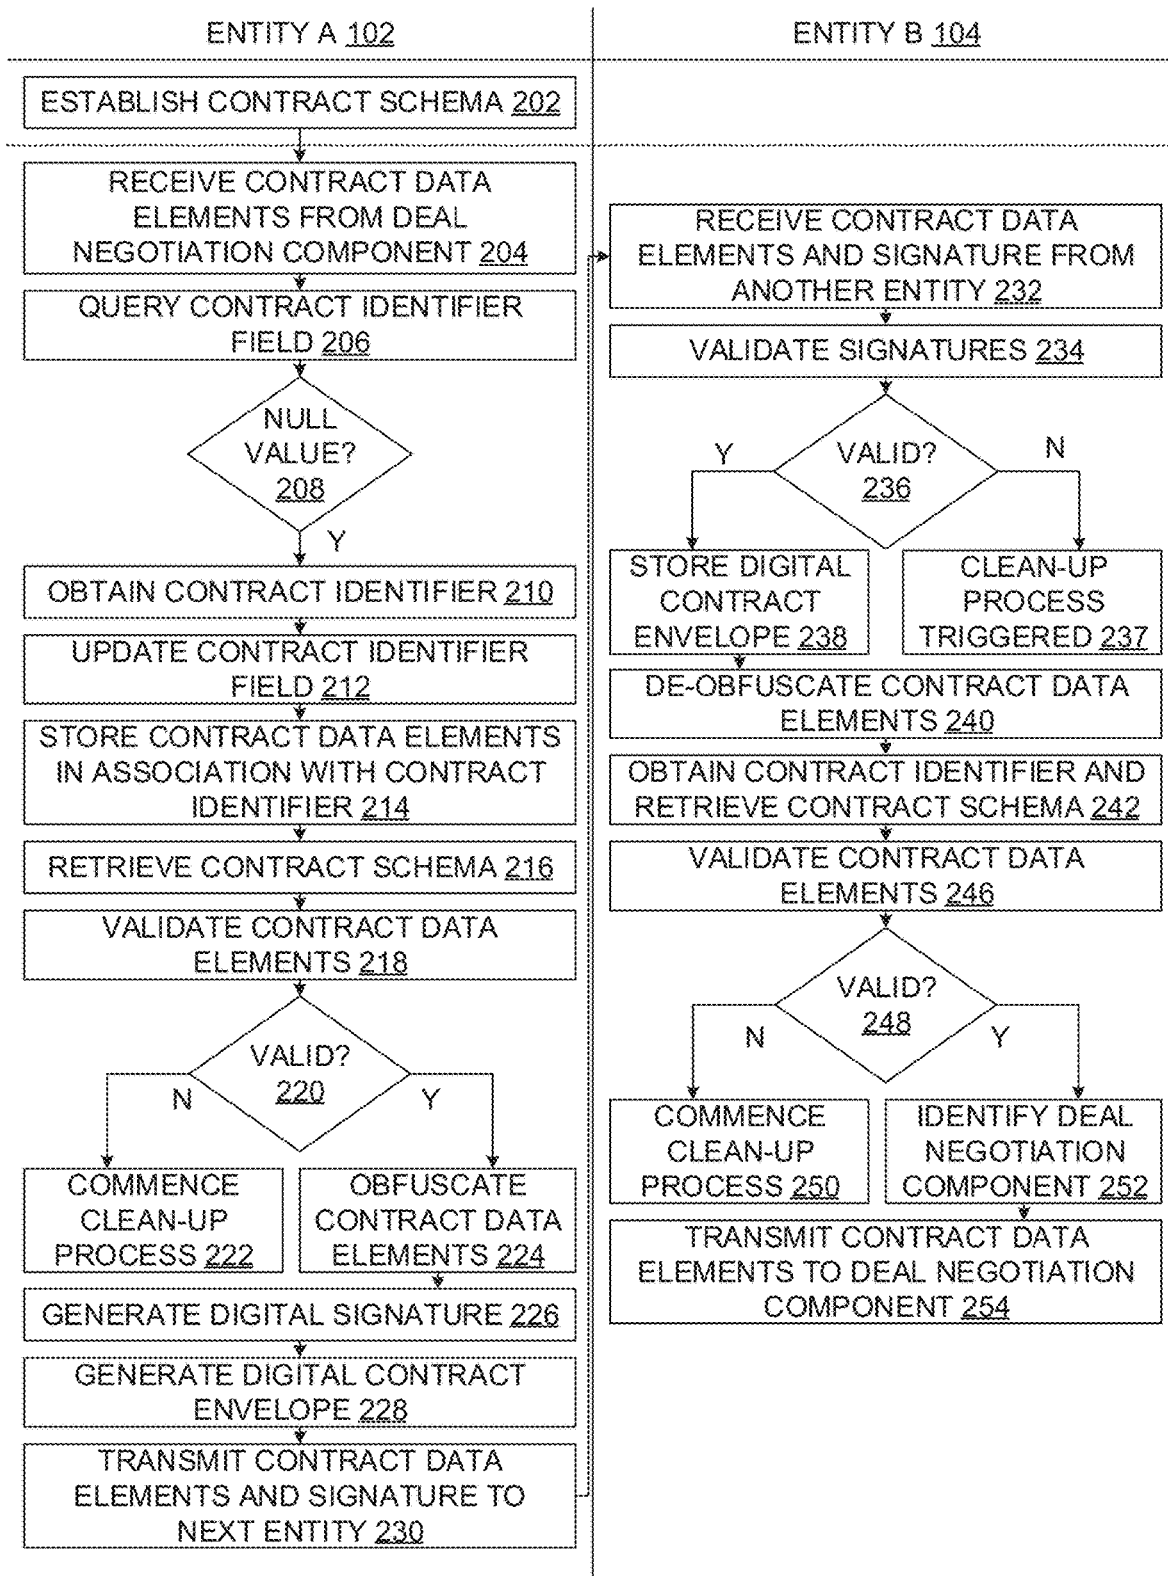 ENTITY A 102
ESTABLISH CONTRACT SCHEMA 202
RECEIVE CONTRACT DATA
ELEMENTS FROM DEAL
NEGOTIATION COMPONENT 204
QUERY CONTRACT IDENTIFIER
FIELD 206
NULL
VALUE?
208
Y
OBTAIN CONTRACT IDENTIFIER 210
UPDATE CONTRACT IDENTIFIER
FIELD 212
STORE CONTRACT DATA ELEMENTS
IN ASSOCIATION WITH CONTRACT
IDENTIFIER 214
RETRIEVE CONTRACT SCHEMA 216
VALIDATE CONTRACT DATA
ELEMENTS 218
VALID?
220
N
Y
COMMENCE
CLEAN-UP
PROCESS 222
OBFUSCATE
CONTRACT DATA
ELEMENTS 224
GENERATE DIGITAL SIGNATURE 226
GENERATE DIGITAL CONTRACT
ENVELOPE 228
TRANSMIT CONTRACT DATA
ELEMENTS AND SIGNATURE TO
NEXT ENTITY 230
ENTITY B 104
RECEIVE CONTRACT DATA
ELEMENTS AND SIGNATURE FROM
ANOTHER ENTITY 232
VALIDATE SIGNATURES 234
VALID?
236
Y
N
STORE DIGITAL
CONTRACT
ENVELOPE 238
CLEAN-UP
PROCESS
TRIGGERED 237
DE-OBFUSCATE CONTRACT DATA
ELEMENTS 240
OBTAIN CONTRACT IDENTIFIER AND
RETRIEVE CONTRACT SCHEMA 242
VALIDATE CONTRACT DATA
ELEMENTS 246
VALID?
248
N
Y
COMMENCE
CLEAN-UP
PROCESS 250
IDENTIFY DEAL
NEGOTIATION
COMPONENT 252
TRANSMIT CONTRACT DATA
ELEMENTS TO DEAL NEGOTIATION
COMPONENT 254